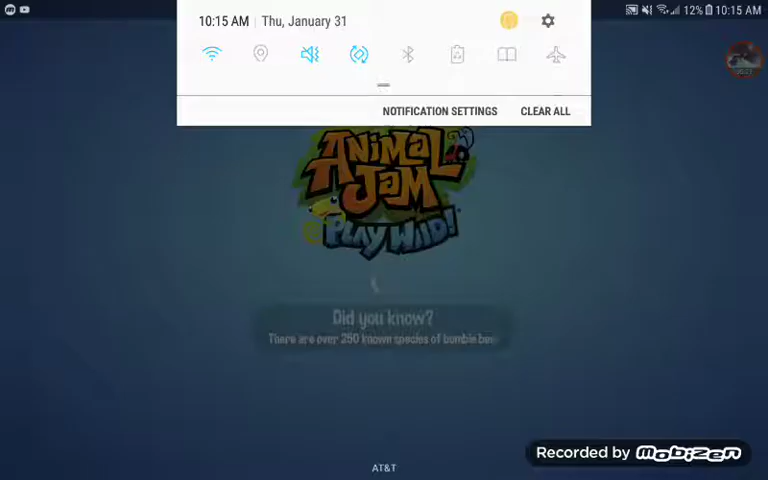 10:15 AM Thu, January 31
12% 10:15 AM
NOTIFICATION SETTINGS CLEAR ALL
ANIMAL
JAM
PLAY WILD!
Did you know?
There are over 250 known species of bumble
AT&T
Recorded by MOBIZEN